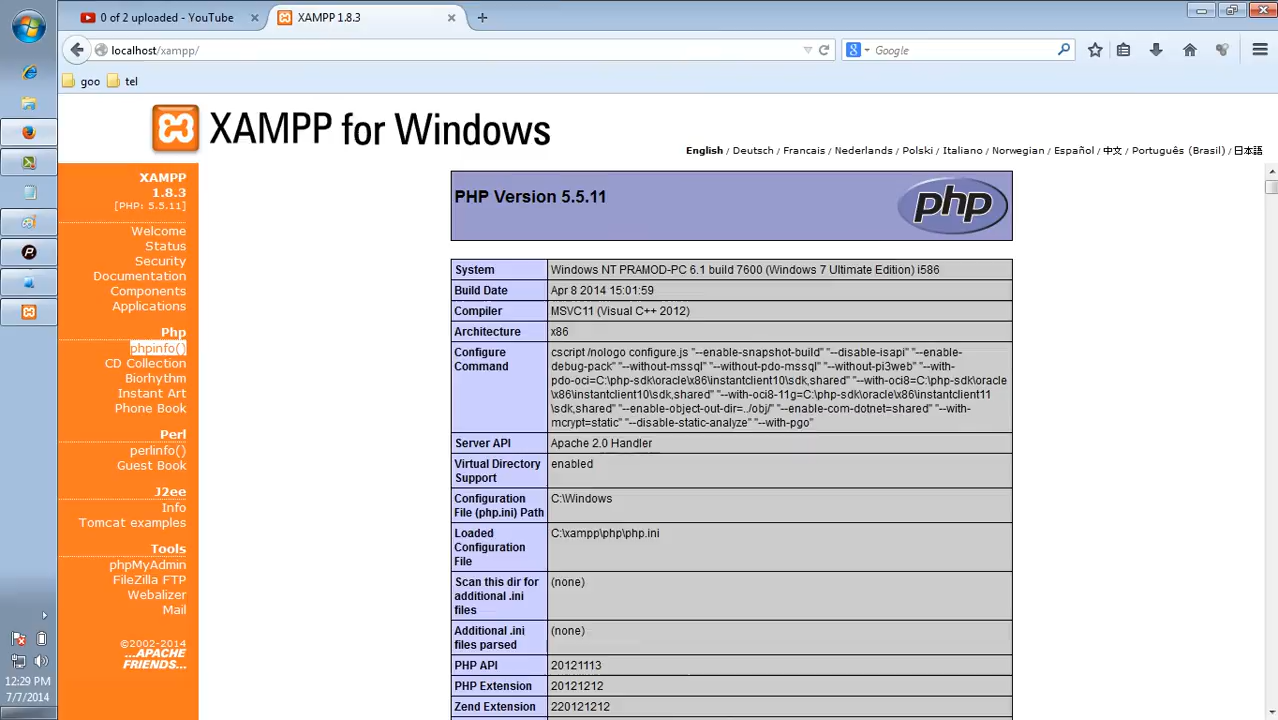 0 of 2 uploaded - YouTube
XAMPP 1.8.3
localhost/xampp/
Google
goo
tel
XAMPP for Windows
English / Deutsch / Francais / Nederlands / Polski / Italiano / Norwegian / Español / 中文 / Português (Brasil) / 日本語
XAMPP
1.8.3
[PHP: 5.5.11]
Welcome
Status
Security
Documentation
Components
Applications
Php
phpinfo()
CD Collection
Biorhythm
Instant Art
Phone Book
Perl
perlinfo()
Guest Book
J2ee
Info
Tomcat examples
Tools
phpMyAdmin
FileZilla FTP
Webalizer
Mail
©2002-2014
...APACHE
FRIENDS...
PHP Version 5.5.11
php
System
Windows NT PRAMOD-PC 6.1 build 7600 (Windows 7 Ultimate Edition) i586
Build Date
Apr 8 2014 15:01:59
Compiler
MSVC11 (Visual C++ 2012)
Architecture
x86
Configure
Command
cscript /nologo configure.js "--enable-snapshot-build" "--disable-isapi" "--enable-
debug-pack" "--without-mssql" "--without-pdo-mssql" "--without-pi3web" "--with-
pdo-oci=C:\php-sdk\oracle\x86\instantclient10\sdk,shared" "--with-oci8=C:\php-sdk\oracle
\x86\instantclient10\sdk,shared" "--with-oci8-11g=C:\php-sdk\oracle\x86\instantclient11
\sdk,shared" "--enable-object-out-dir=../obj/" "--enable-com-dotnet=shared" "--with-
mcrypt=static" "--disable-static-analyze" "--with-pgo"
Server API
Apache 2.0 Handler
Virtual Directory
Support
enabled
Configuration
File (php.ini) Path
C:\Windows
Loaded
Configuration
File
C:\xampp\php\php.ini
Scan this dir for
additional .ini
files
(none)
Additional .ini
files parsed
(none)
PHP API
20121113
PHP Extension
20121212
Zend Extension
220121212
12:29 PM
7/7/2014